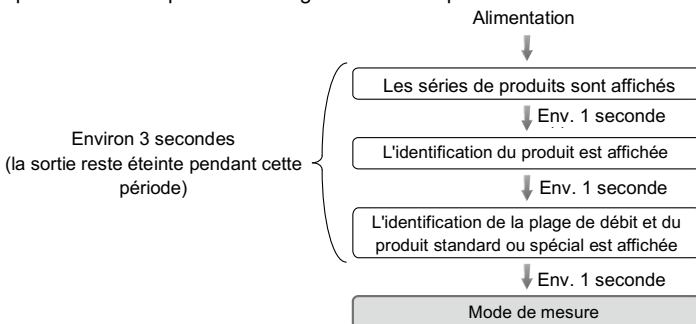 Alimentation
Les séries de produits sont affichés
Env. 1 seconde
Environ 3 secondes
(la sortie reste éteinte pendant cette
période)
L'identification du produit est affichée
Env. 1 seconde
L'identification de la plage de débit et du
produit standard ou spécial est affichée
Env. 1 seconde
Mode de mesure